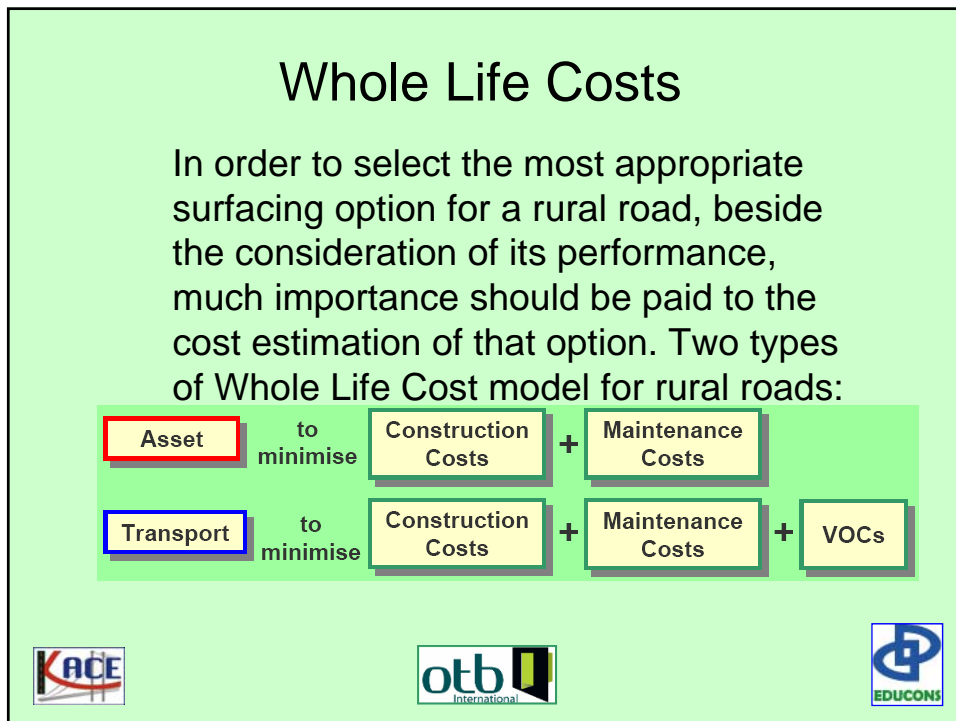 Whole Life Costs
In order to select the most appropriate
surfacing option for a rural road, beside
the consideration of its performance,
much importance should be paid to the
cost estimation of that option. Two types
of Whole Life Cost model for rural roads:
Asset to minimise Construction Costs + Maintenance Costs
Transport to minimise Construction Costs + Maintenance Costs + VOCs
KACE
otb
International
EDUCONS